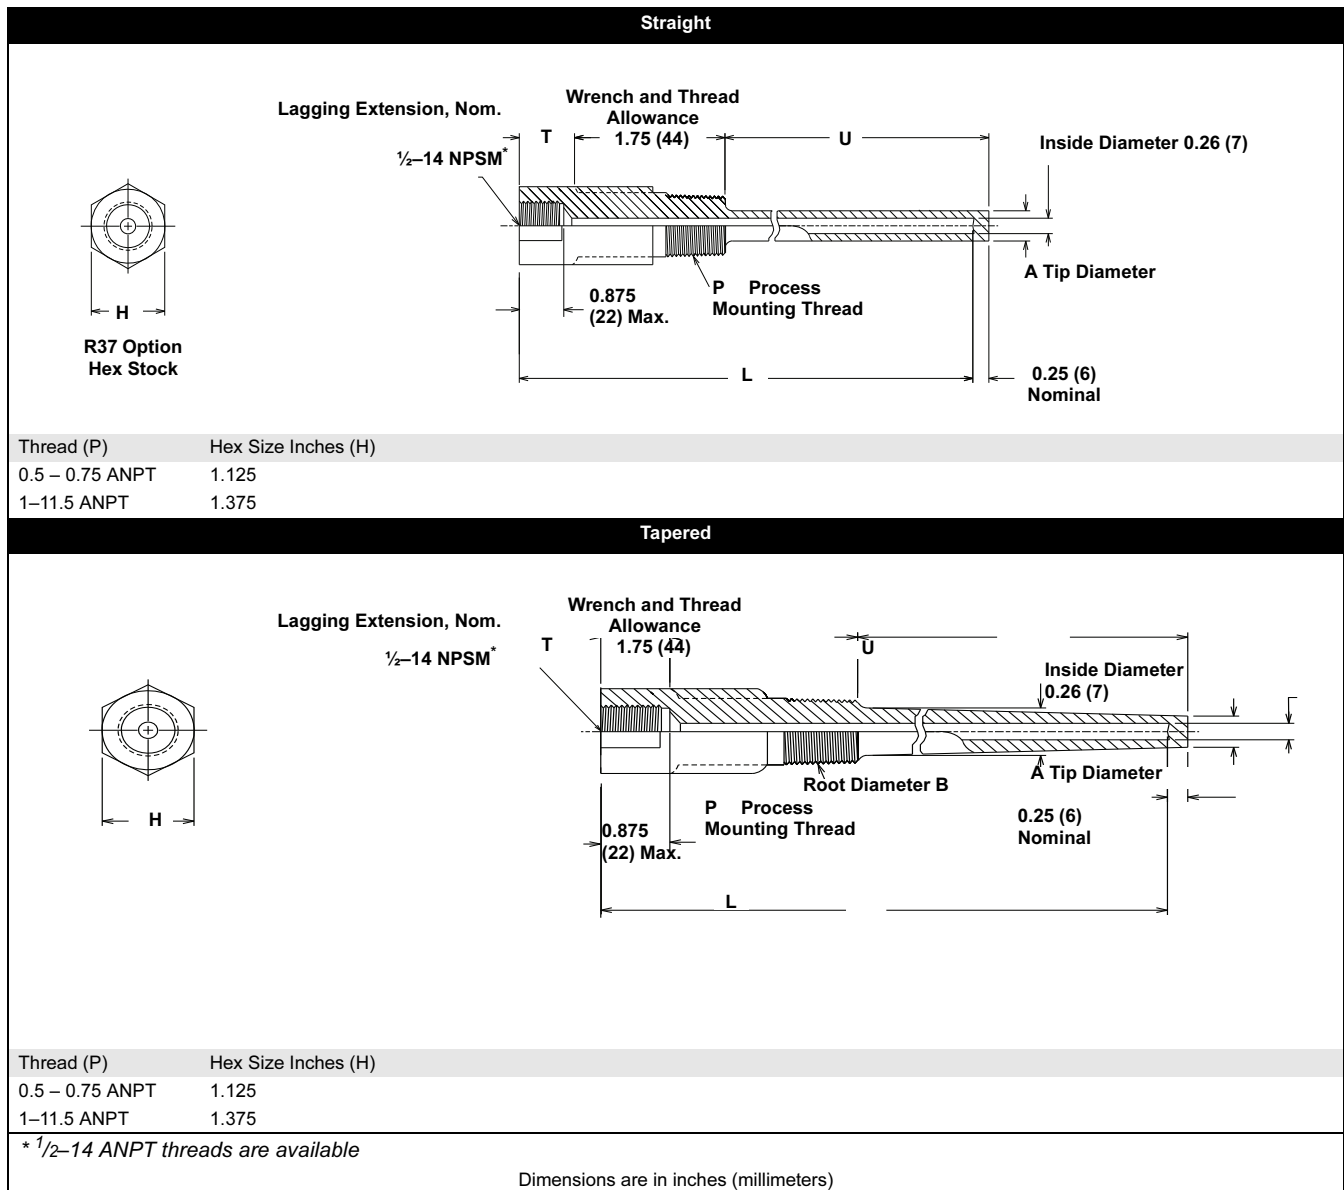 Straight
Lagging Extension, Nom.
Wrench and Thread
Allowance
1.75 (44)
T
U
½–14 NPSM*
Inside Diameter 0.26 (7)
A Tip Diameter
P Process
Mounting Thread
0.875
(22) Max.
H
R37 Option
Hex Stock
L
0.25 (6)
Nominal
Thread (P) Hex Size Inches (H)
0.5 – 0.75 ANPT 1.125
1–11.5 ANPT 1.375
Tapered
Lagging Extension, Nom.
Wrench and Thread
Allowance
1.75 (44)
T
U
½–14 NPSM*
Inside Diameter
0.26 (7)
A Tip Diameter
Root Diameter B
P Process
Mounting Thread
0.875
(22) Max.
0.25 (6)
Nominal
H
L
Thread (P) Hex Size Inches (H)
0.5 – 0.75 ANPT 1.125
1–11.5 ANPT 1.375
* 1/2–14 ANPT threads are available
Dimensions are in inches (millimeters)